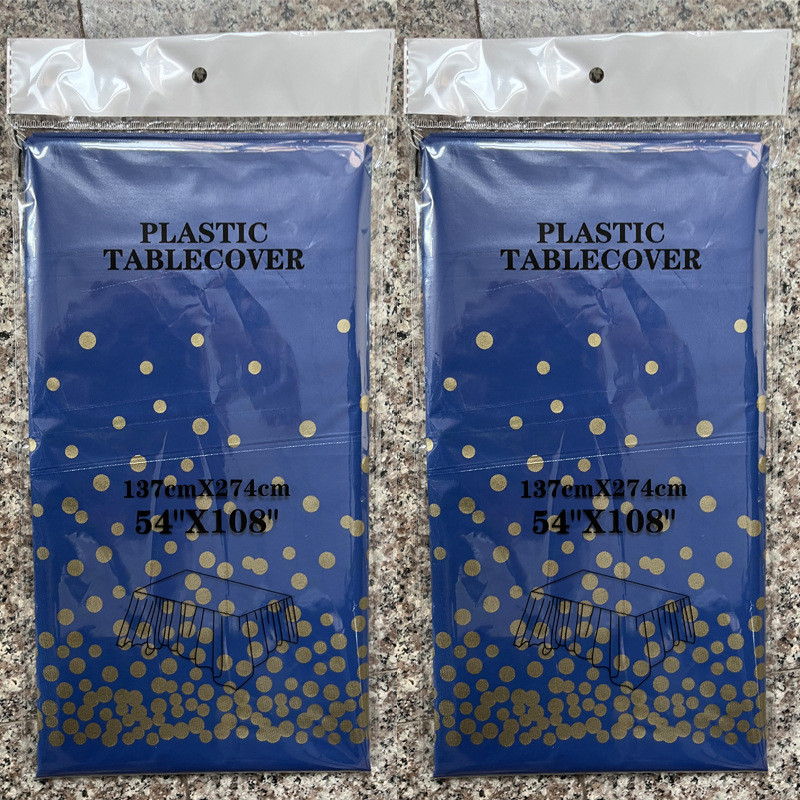 PLASTIC
TABLECOVER
137cmX274cm
54"X108"
PLASTIC
TABLECOVER
137cmX274cm
54"X108"